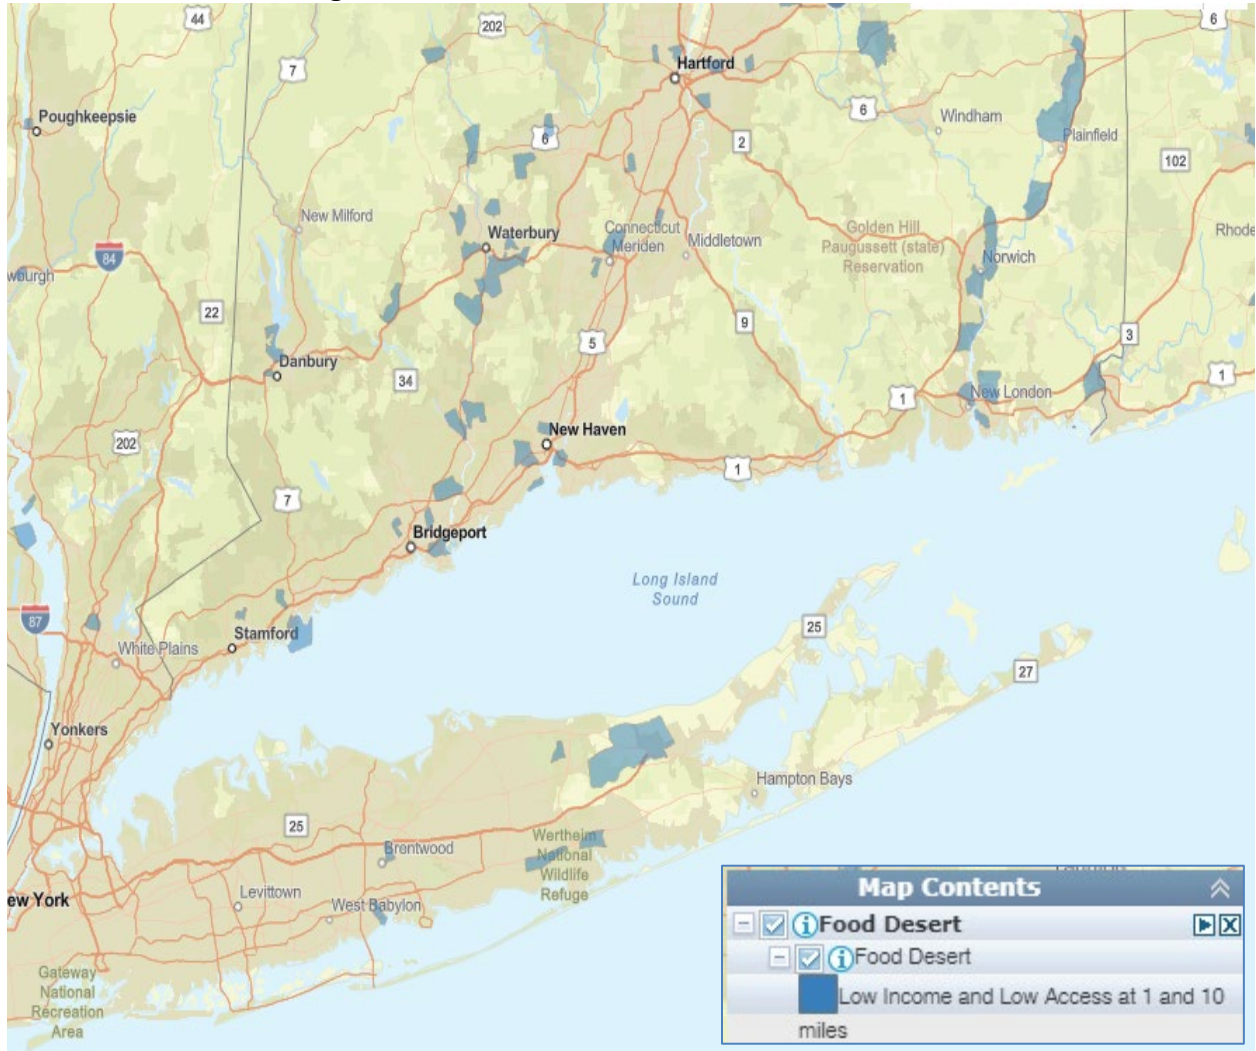 44
202
6
7
Hartford
Poughkeepsie
6
Windham
6
2
Plainfield
102
New Milford
Waterbury
Connecticut
Meriden
Middletown
Golden Hill
Paugussett (state)
Reservation
Rhode
84
wburgh
Norwich
22
9
5
3
Danbury
34
1
New London
1
202
New Haven
1
7
Bridgeport
Long Island
Sound
87
White Plains
Stamford
25
27
Yonkers
Hampton Bays
25
Wertheim
National
Wildlife
Refuge
Brentwood
Levittown
West Babylon
ew York
Gateway
National
Recreation
Area
Map Contents
Food Desert
Food Desert
Low Income and Low Access at 1 and 10
miles